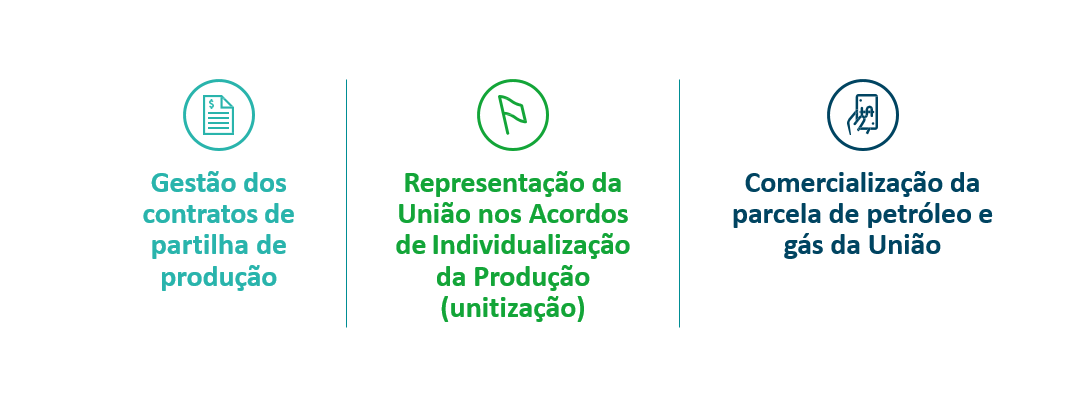 Gestão dos
contratos de
partilha de
produção
Representação da
União nos Acordos
de Individualização
da Produção
(unitização)
Comercialização da
parcela de petróleo e
gás da União